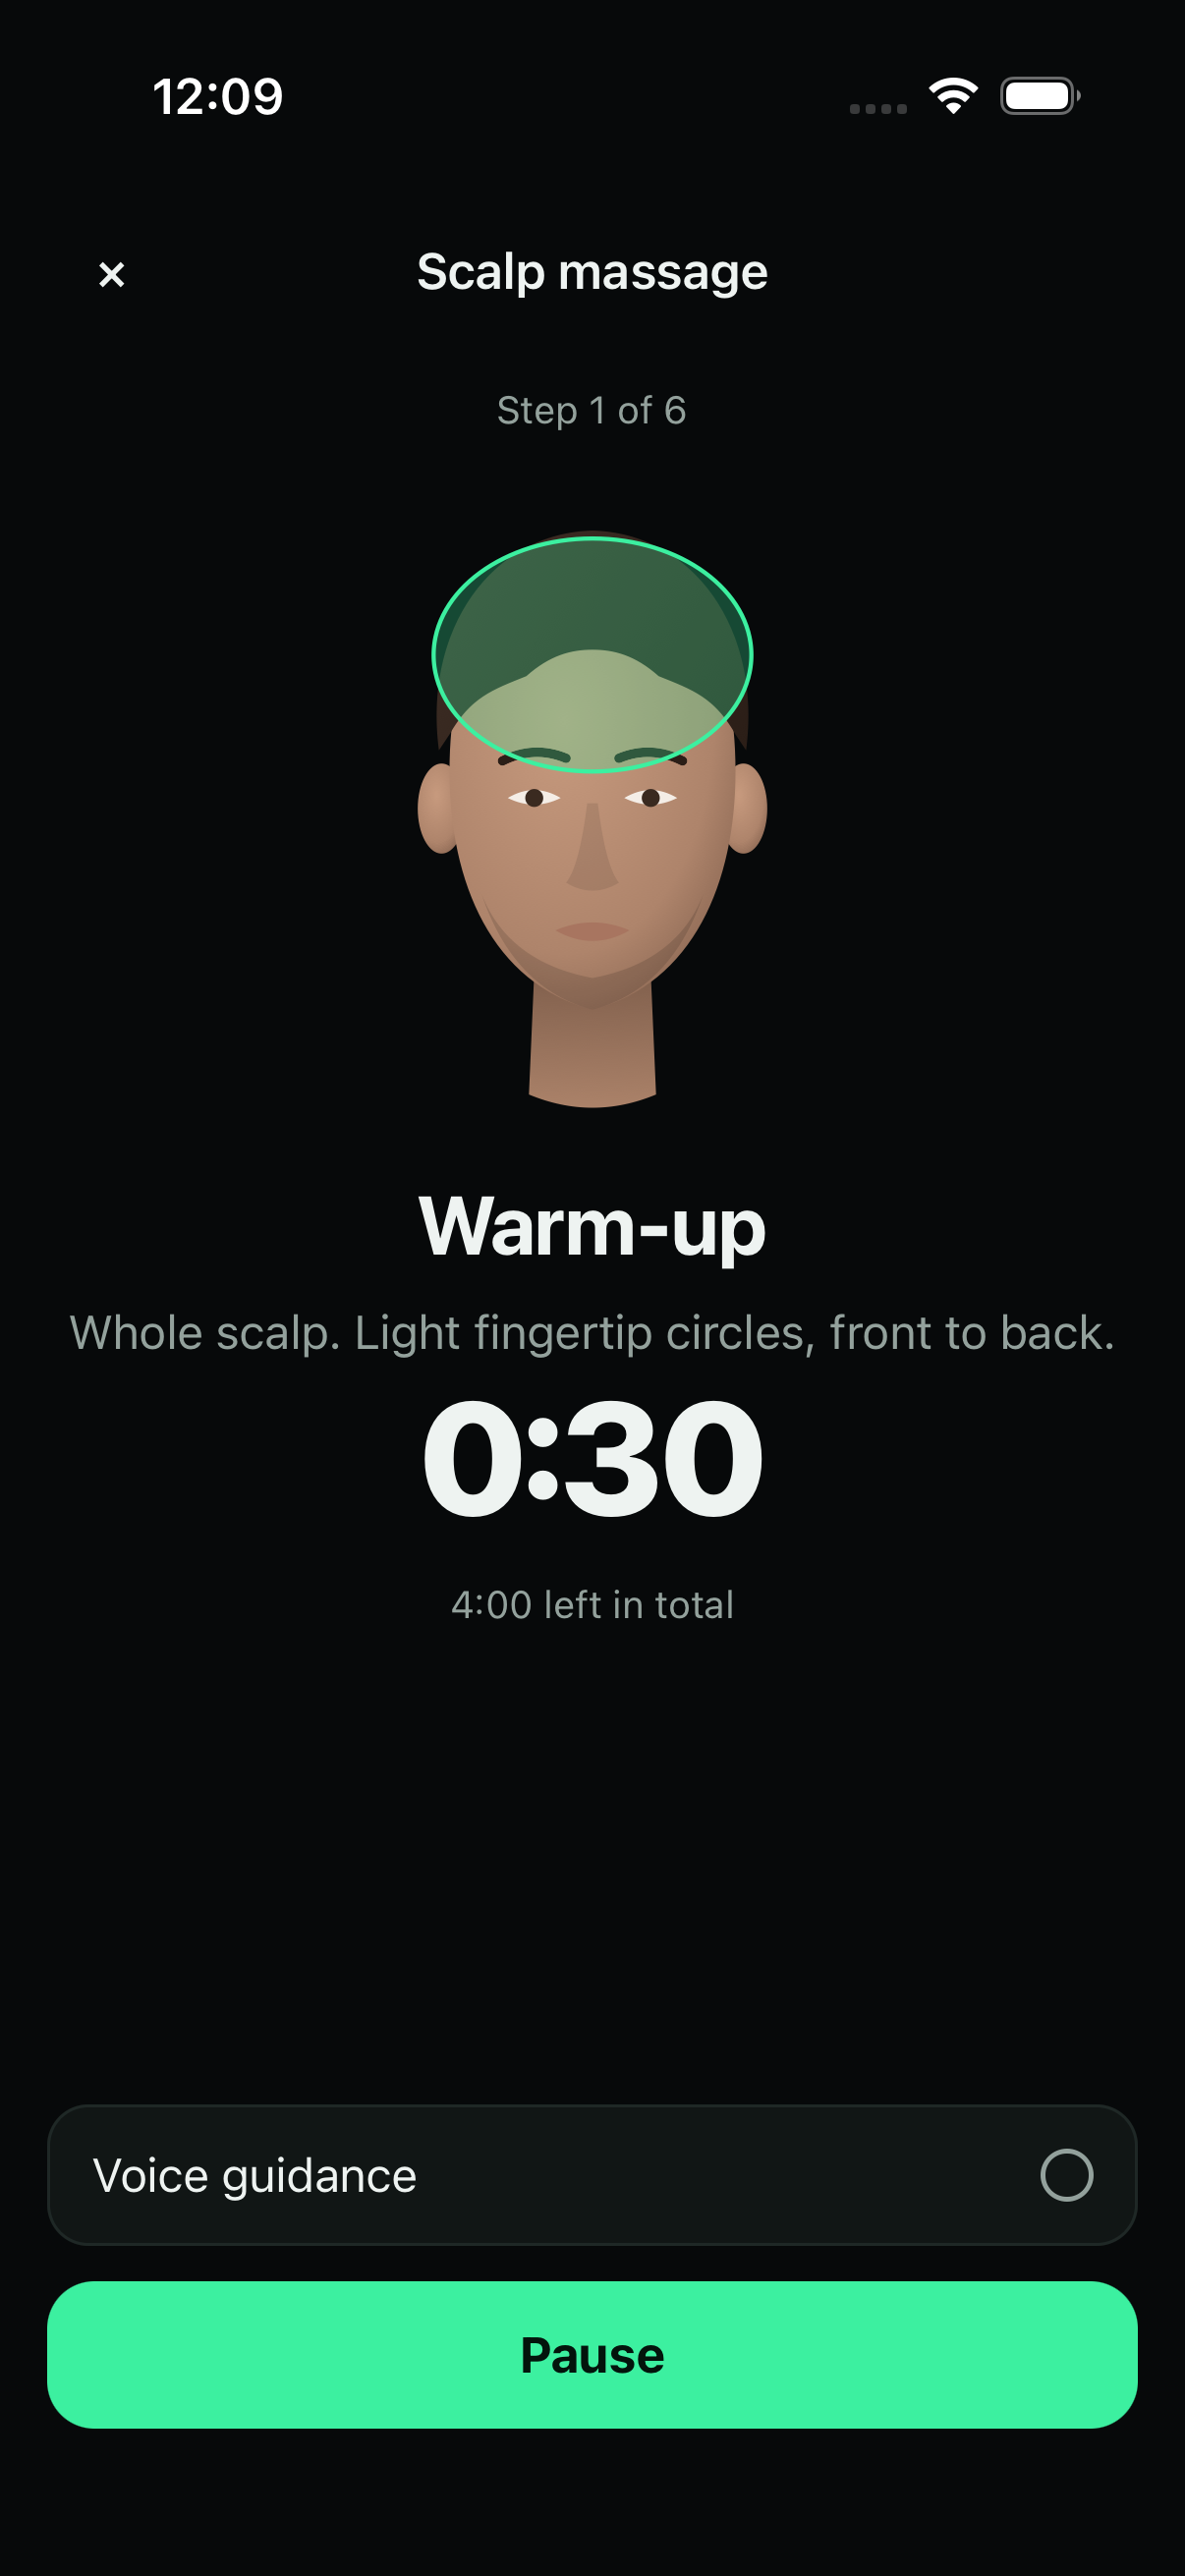 12:09
Scalp massage
Step 1 of 6
Warm-up
Whole scalp. Light fingertip circles, front to back.
0:30
4:00 left in total
Voice guidance
Pause